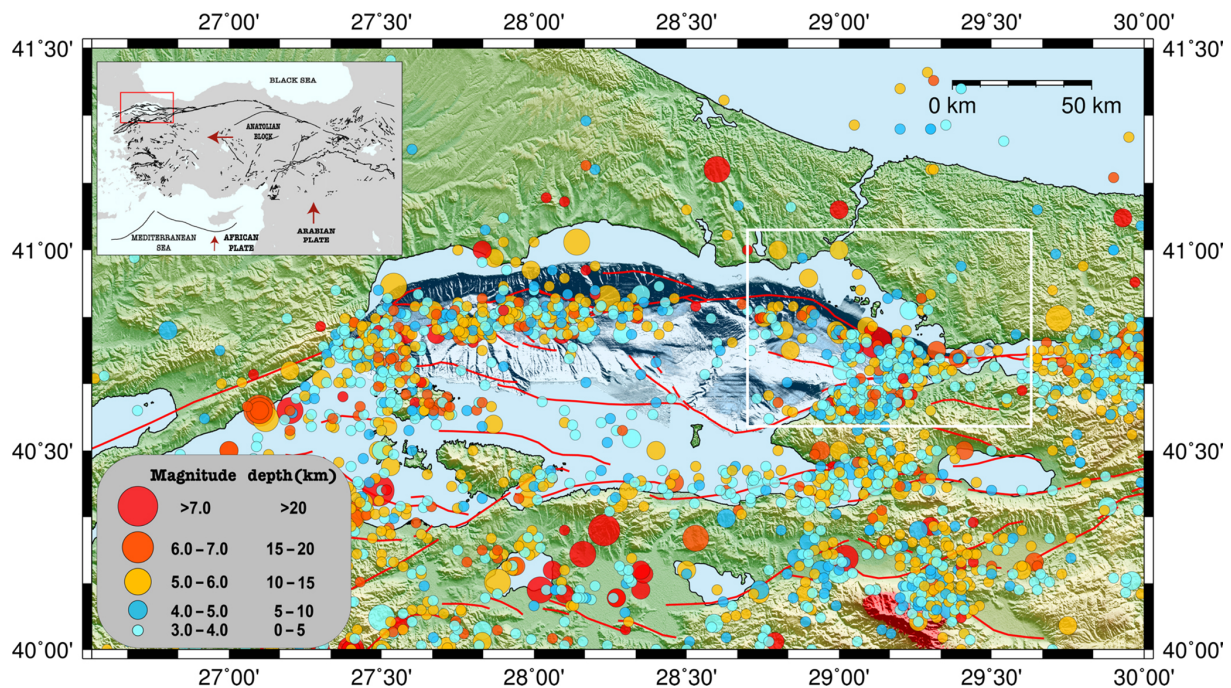 27°00' 27°30' 28°00' 28°30' 29°00' 29°30' 30°00'
41°30' 41°30'
BLACK SEA
0 km 50 km
ANATOLIAN
BLOCK
ARABIAN
PLATE
MEDITERRANEAN
SEA
AFRICAN
PLATE
41°00' 41°00'
40°30' 40°30'
Magnitude depth(km)
>7.0 >20
6.0–7.0 15–20
5.0–6.0 10–15
4.0–5.0 5–10
3.0–4.0 0–5
40°00' 40°00'
27°00' 27°30' 28°00' 28°30' 29°00' 29°30' 30°00'